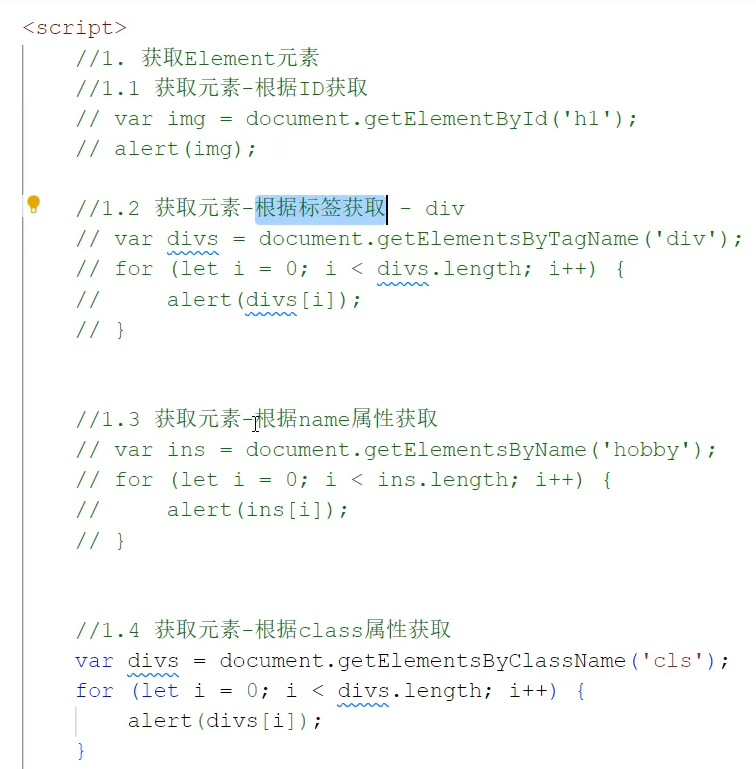 <script>
//1. 获取Element元素
//1.1 获取元素-根据ID获取
// var img = document.getElementById('h1');
// alert(img);
//1.2 获取元素-根据标签获取 - div
// var divs = document.getElementsByTagName('div');
// for (let i = 0; i < divs.length; i++) {
//     alert(divs[i]);
// }
//1.3 获取元素-根据name属性获取
// var ins = document.getElementsByName('hobby');
// for (let i = 0; i < ins.length; i++) {
//     alert(ins[i]);
// }
//1.4 获取元素-根据class属性获取
var divs = document.getElementsByClassName('cls');
for (let i = 0; i < divs.length; i++) {
    alert(divs[i]);
}